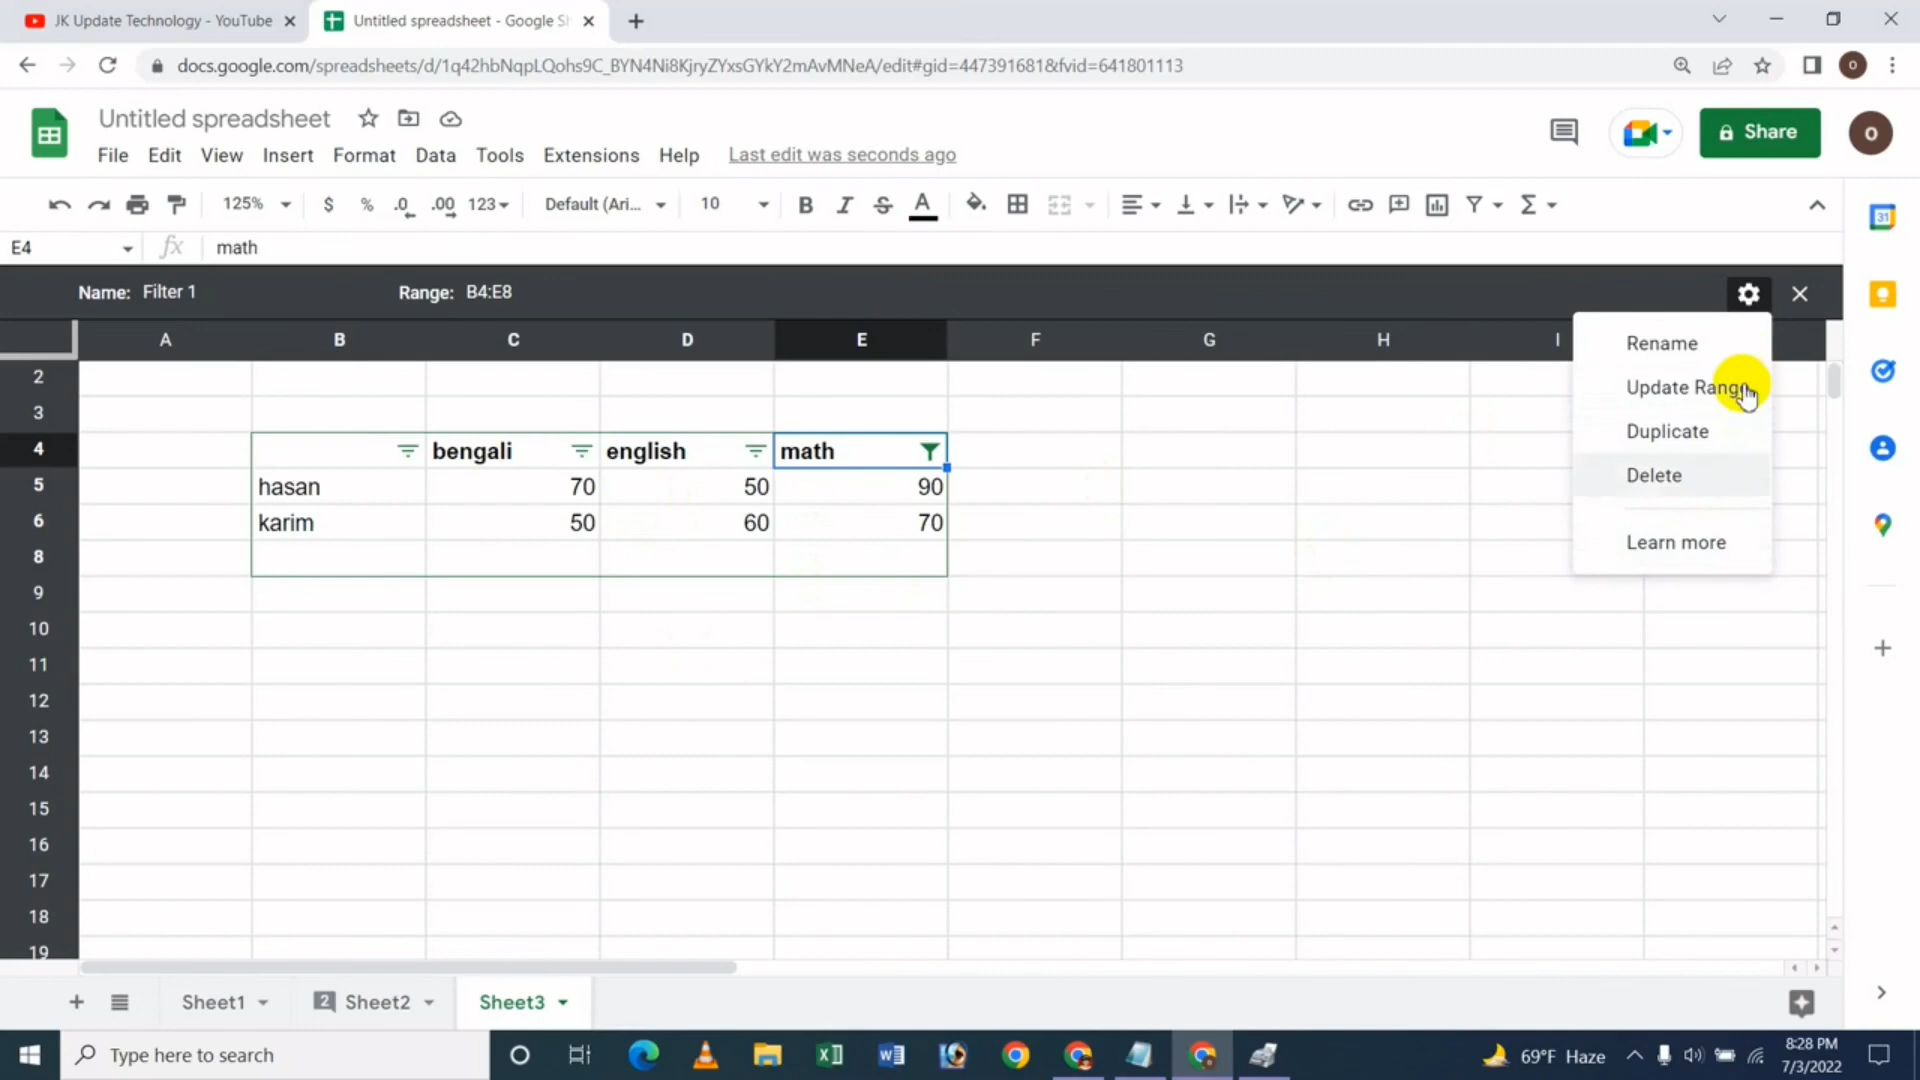 JK Update Technology - YouTube
Untitled spreadsheet - Google Sh
docs.google.com/spreadsheets/d/1q42hbNqpLQohs9C_BYN4Ni8KjryZYxsGYkY2mAvMNeA/edit#gid=447391681&fvid=641801113
O
Untitled spreadsheet
Share
O
File Edit View Insert Format Data Tools Extensions Help Last edit was seconds ago
125% $ % .0 .00 123 Default (Ari... 10 B I S A Σ
31
E4 fx math
Name: Filter 1 Range: B4:E8
A B C D E F G H I
Rename
Update Range
Duplicate
Delete
Learn more
2
3
4 bengali english math
5 hasan 70 50 90
6 karim 50 60 70
8
9
10
11
12
13
14
15
16
17
18
19
Sheet1 2 Sheet2 Sheet3
Type here to search
69°F Haze
8:28 PM
7/3/2022